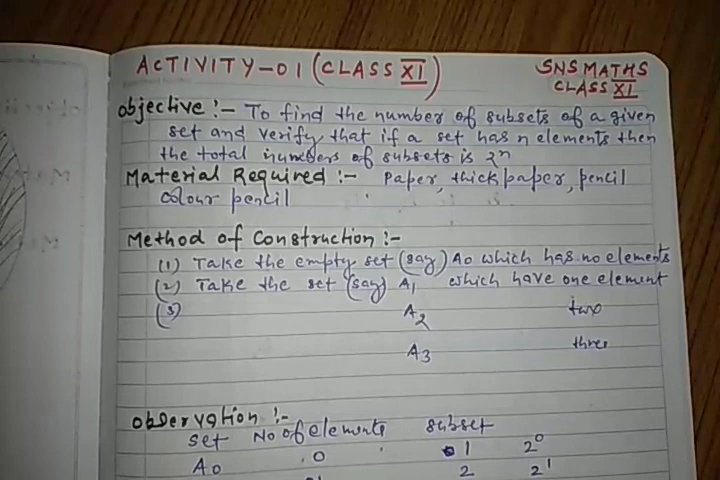 ACTIVITY-01 (CLASS XI)
SNS MATHS
CLASS XI
Objective :- To find the number of subsets of a given
set and verify that if a set has n elements then
the total numbers of subsets is 2ⁿ
Material Required :- Paper, thick paper, pencil
colour pencil
Method of Construction :-
(1) Take the empty set (say) A₀ which has no elements
(2) Take the set (say) A₁ which have one element
(3) A₂ two
A₃ three
Observation :-
set No of elements subset
A₀ 0 1 2⁰
2 2¹